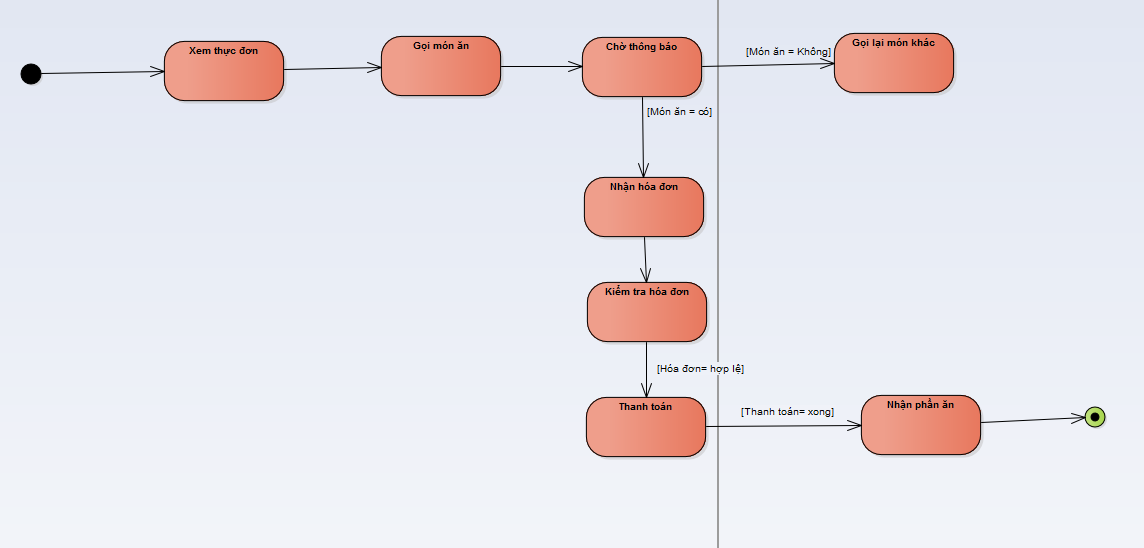 Xem thực đơn
Gọi món ăn
Chờ thông báo
[Món ăn = Không]
Gọi lại món khác
[Món ăn = có]
Nhận hóa đơn
Kiểm tra hóa đơn
[Hóa đơn= hợp lệ]
Thanh toán
[Thanh toán= xong]
Nhận phần ăn